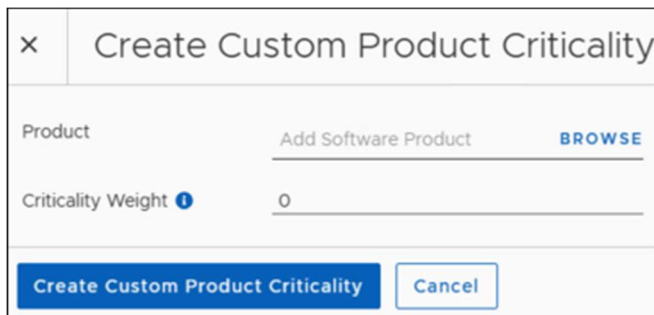 Create Custom Product Criticality
Product
Add Software Product BROWSE
Criticality Weight
0
Create Custom Product Criticality Cancel